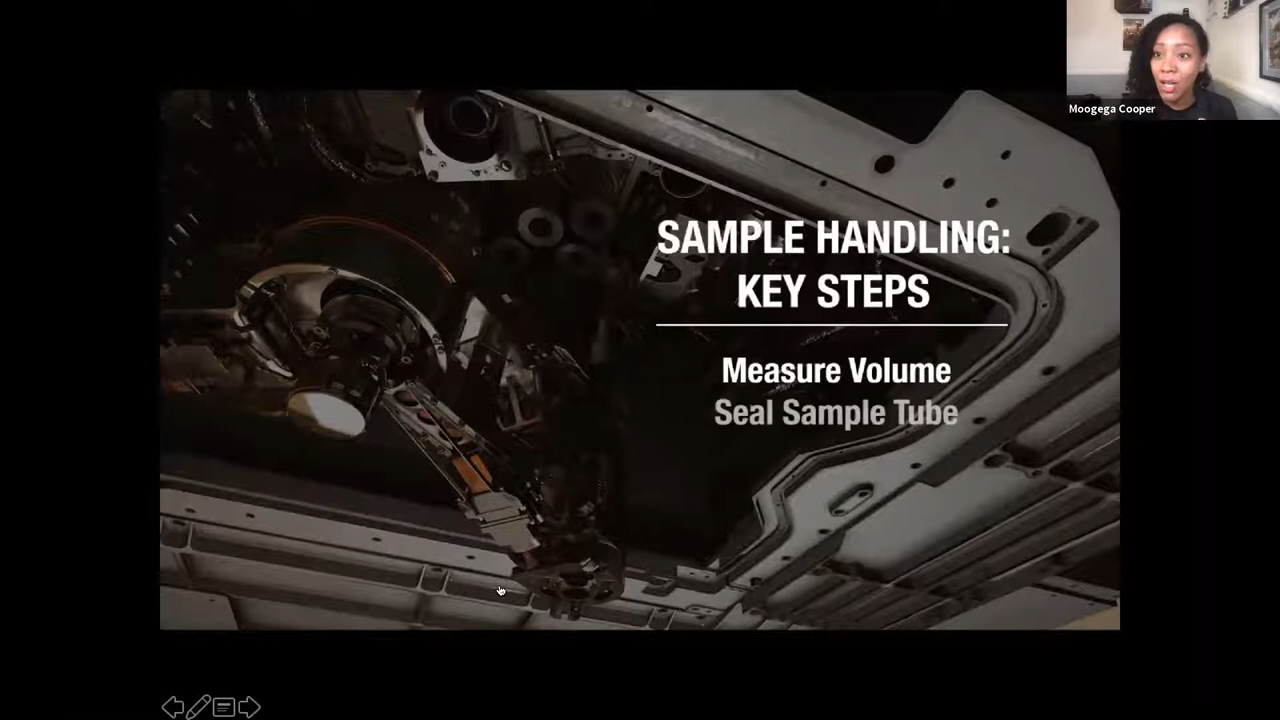 Moogega Cooper
SAMPLE HANDLING:
KEY STEPS
Measure Volume
Seal Sample Tube